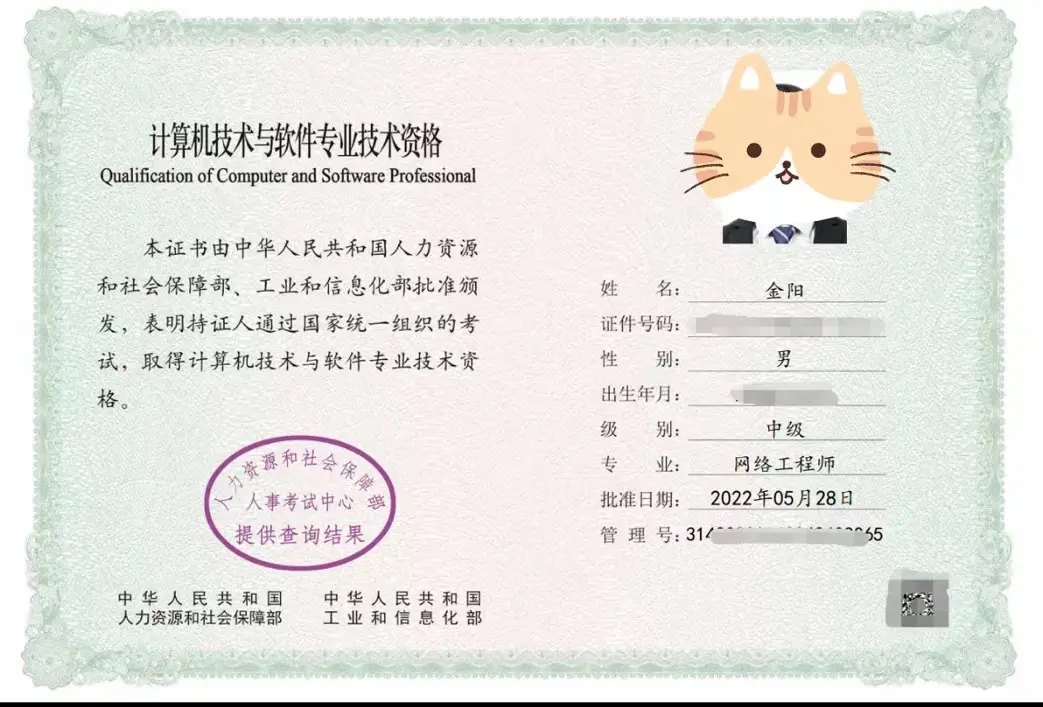 计算机技术与软件专业技术资格
Qualification of Computer and Software Professional
本证书由中华人民共和国人力资源
和社会保障部、工业和信息化部批准颁
发，表明持证人通过国家统一组织的考
试，取得计算机技术与软件专业技术资
格。
人力资源和社会保障部
人事考试中心
提供查询结果
中华人民共和国
人力资源和社会保障部
中华人民共和国
工业和信息化部
姓 名： 金阳
证件号码：
性 别： 男
出生年月：
级 别： 中级
专 业： 网络工程师
批准日期： 2022年05月28日
管 理 号：